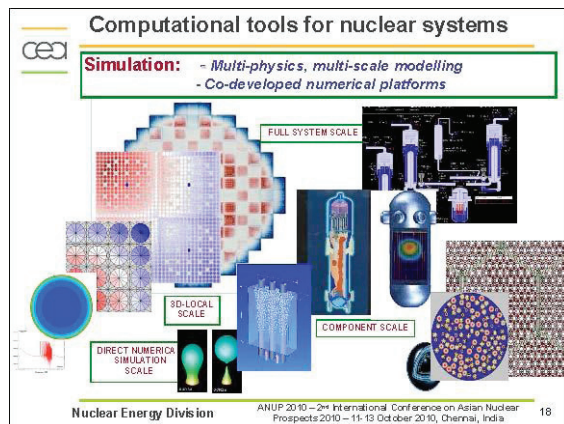 Computational tools for nuclear systems
cea
Simulation: - Multi-physics, multi-scale modelling
- Co-developed numerical platforms
FULL SYSTEM SCALE
3D-LOCAL
SCALE
COMPONENT SCALE
DIRECT NUMERICA
SIMULATION
SCALE
Nuclear Energy Division
ANUP 2010 – 2nd International Conference on Asian Nuclear
Prospects 2010 – 11-13 October 2010, Chennai, India
18